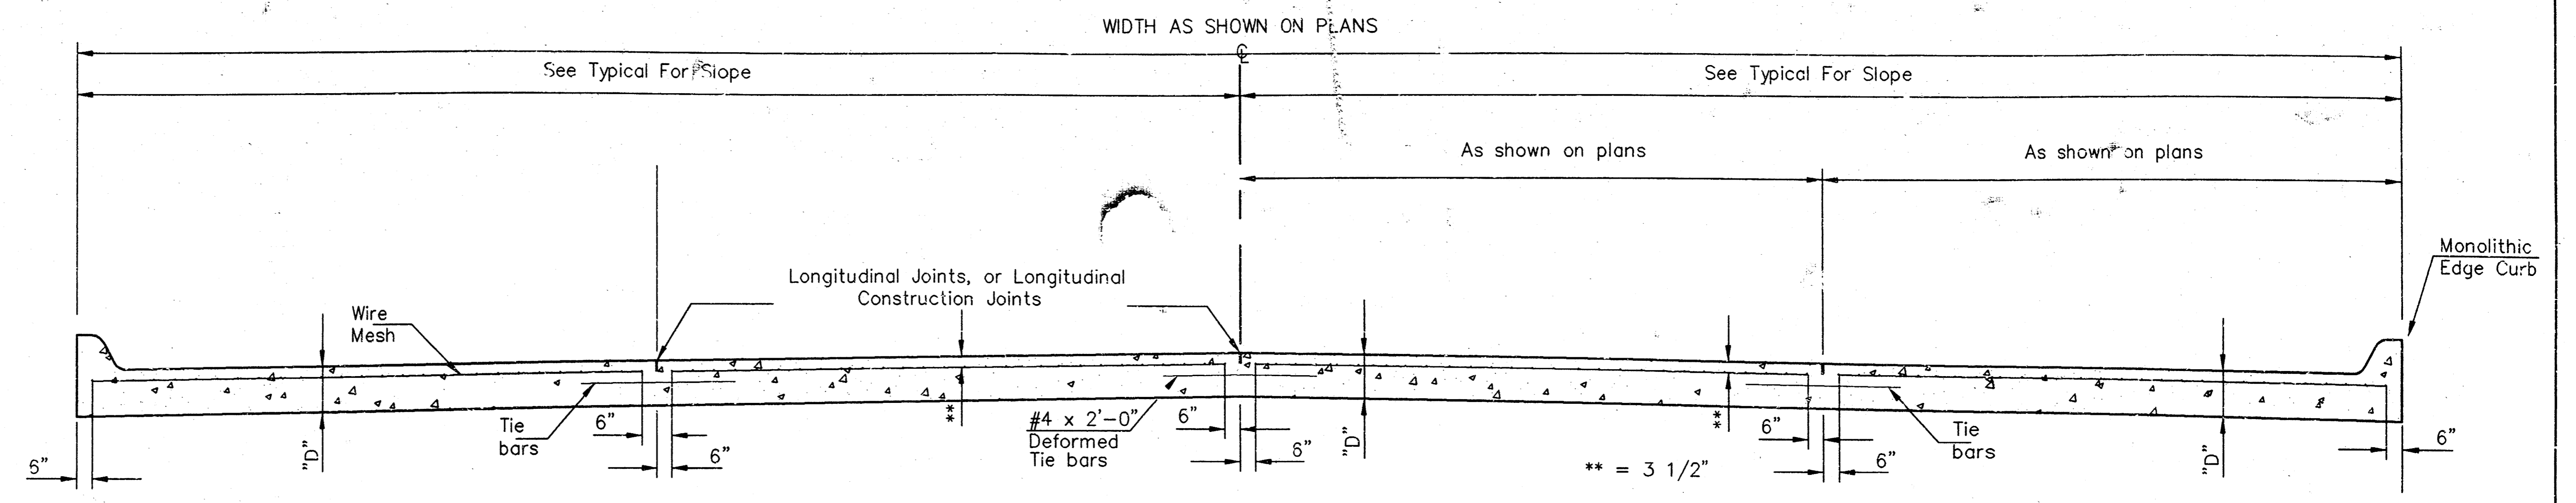 WIDTH AS SHOWN ON PLANS
℄
See Typical For Slope
See Typical For Slope
As shown on plans
As shown on plans
Monolithic
Edge Curb
Longitudinal Joints, or Longitudinal
Construction Joints
Wire
Mesh
Tie
bars
6"
6"
6"
"D"
**
#4 x 2'-0"
Deformed
Tie bars
6"
6"
"D"
** = 3 1/2"
**
6"
6"
Tie
bars
"D"
6"